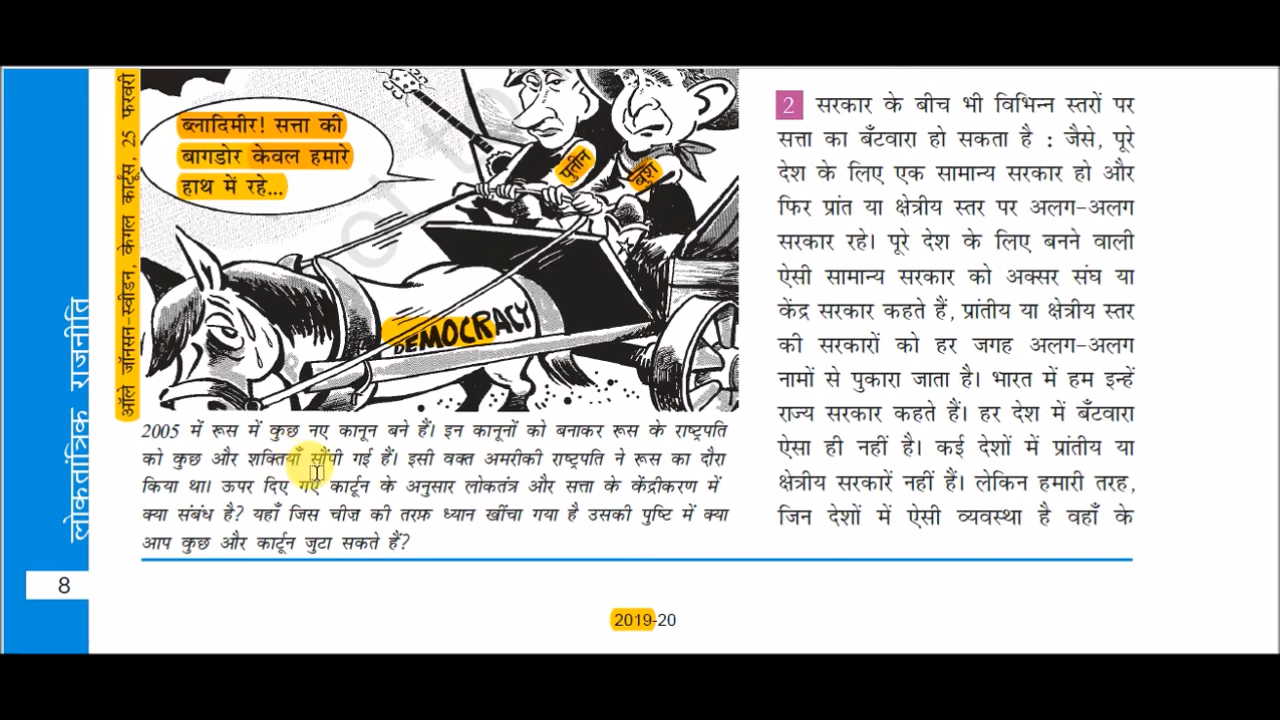 लोकतांत्रिक राजनीति
8
ऑले जॉनसन-स्वीडन, केगल कार्टूंस, 25 फरवरी
ब्लादिमीर! सत्ता की
बागडोर केवल हमारे
हाथ में रहे...
पुतीन
बुश
DEMOCRACY
2005 में रूस में कुछ नए कानून बने हैं। इन कानूनों को बनाकर रूस के राष्ट्रपति
को कुछ और शक्तियाँ सौंपी गई हैं। इसी वक्त अमरीकी राष्ट्रपति ने रूस का दौरा
किया था। ऊपर दिए गए कार्टून के अनुसार लोकतंत्र और सत्ता के केंद्रीकरण में
क्या संबंध है? यहाँ जिस चीज़ की तरफ़ ध्यान खींचा गया है उसकी पुष्टि में क्या
आप कुछ और कार्टून जुटा सकते हैं?
2 सरकार के बीच भी विभिन्न स्तरों पर
सत्ता का बँटवारा हो सकता है : जैसे, पूरे
देश के लिए एक सामान्य सरकार हो और
फिर प्रांत या क्षेत्रीय स्तर पर अलग-अलग
सरकार रहे। पूरे देश के लिए बनने वाली
ऐसी सामान्य सरकार को अक्सर संघ या
केंद्र सरकार कहते हैं, प्रांतीय या क्षेत्रीय स्तर
की सरकारों को हर जगह अलग-अलग
नामों से पुकारा जाता है। भारत में हम इन्हें
राज्य सरकार कहते हैं। हर देश में बँटवारा
ऐसा ही नहीं है। कई देशों में प्रांतीय या
क्षेत्रीय सरकारें नहीं हैं। लेकिन हमारी तरह,
जिन देशों में ऐसी व्यवस्था है वहाँ के
2019-20